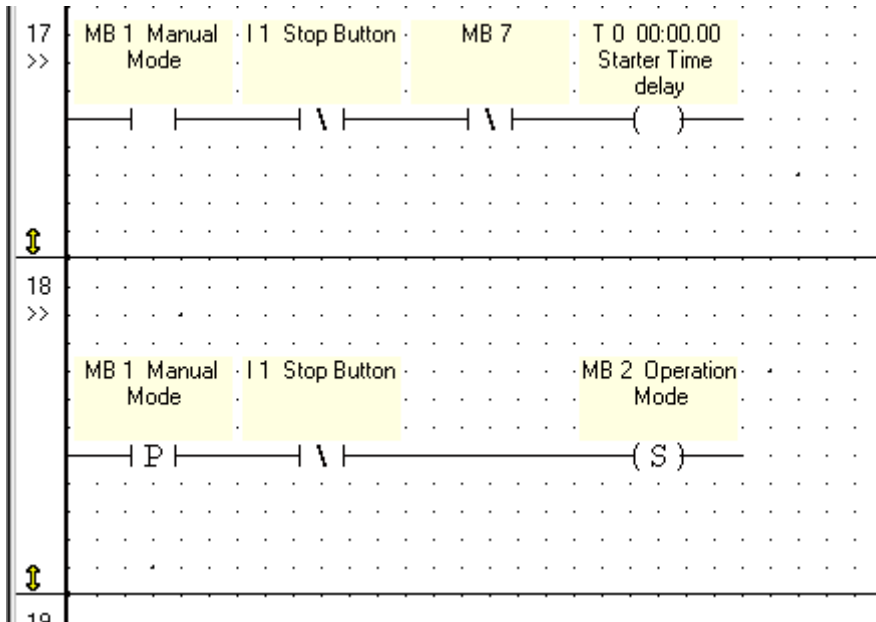 17
>>
MB 1 Manual Mode
I 1 Stop Button
MB 7
T 0 00:00.00
Starter Time
delay
18
>>
MB 1 Manual
Mode
I 1 Stop Button
MB 2 Operation
Mode
P
S